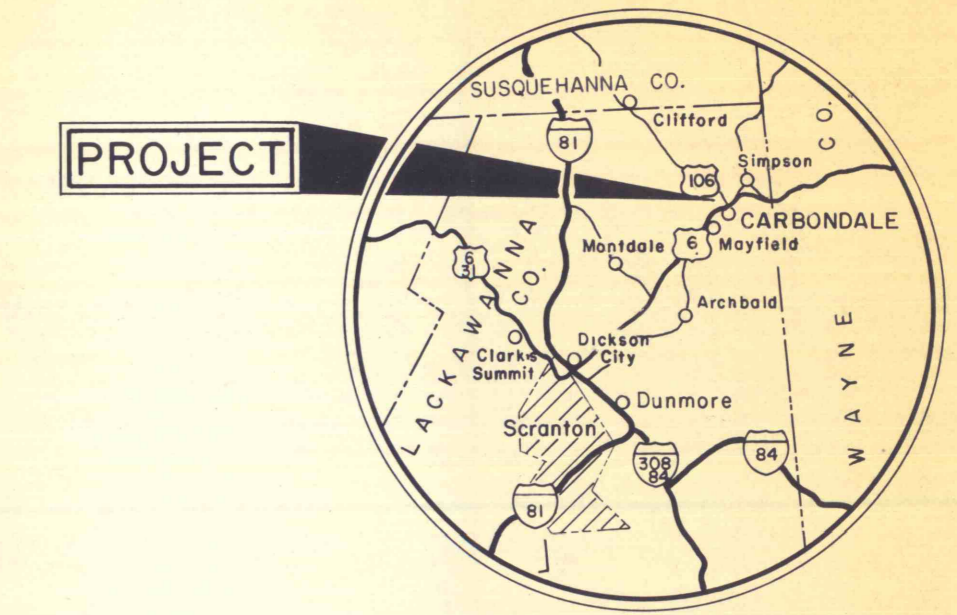 SUSQUEHANNA CO.
Clifford
81
PROJECT
Simpson
CO.
106
CARBONDALE
6
Mayfield
Montdale
6
31
LACKAWANNA
CO.
Archbald
WAYNE
Clark's
Summit
Dickson
City
Dunmore
Scranton
308
84
84
81